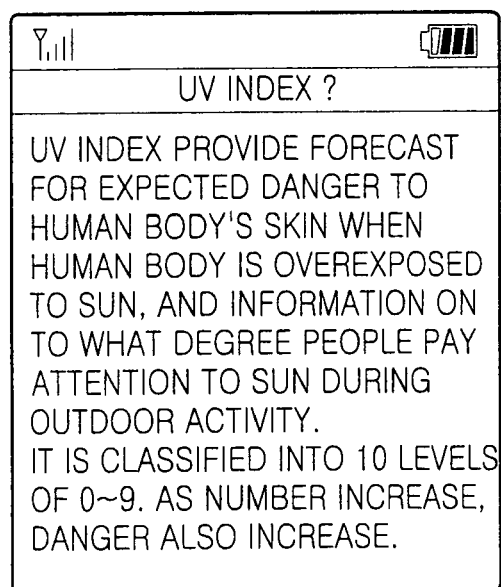 UV INDEX ?
UV INDEX PROVIDE FORECAST
FOR EXPECTED DANGER TO
HUMAN BODY'S SKIN WHEN
HUMAN BODY IS OVEREXPOSED
TO SUN, AND INFORMATION ON
TO WHAT DEGREE PEOPLE PAY
ATTENTION TO SUN DURING
OUTDOOR ACTIVITY.
IT IS CLASSIFIED INTO 10 LEVELS
OF 0~9. AS NUMBER INCREASE,
DANGER ALSO INCREASE.